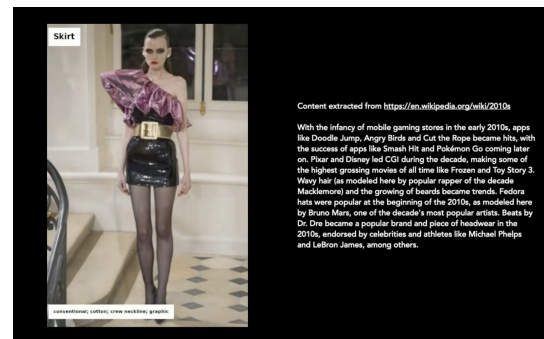 Skirt
conventional; cotton; crew neckline; graphic
Content extracted from https://en.wikipedia.org/wiki/2010s
With the infancy of mobile gaming stores in the early 2010s, apps
like Doodle Jump, Angry Birds and Cut the Rope became hits, with
the success of apps like Smash Hit and Pokémon Go coming later
on. Pixar and Disney led CGI during the decade, making some of
the highest grossing movies of all time like Frozen and Toy Story 3.
Wavy hair (as modeled here by popular rapper of the decade
Macklemore) and the growing of beards became trends. Fedora
hats were popular at the beginning of the 2010s, as modeled here
by Bruno Mars, one of the decade's most popular artists. Beats by
Dr. Dre became a popular brand and piece of headwear in the
2010s, endorsed by celebrities and athletes like Michael Phelps
and LeBron James, among others.